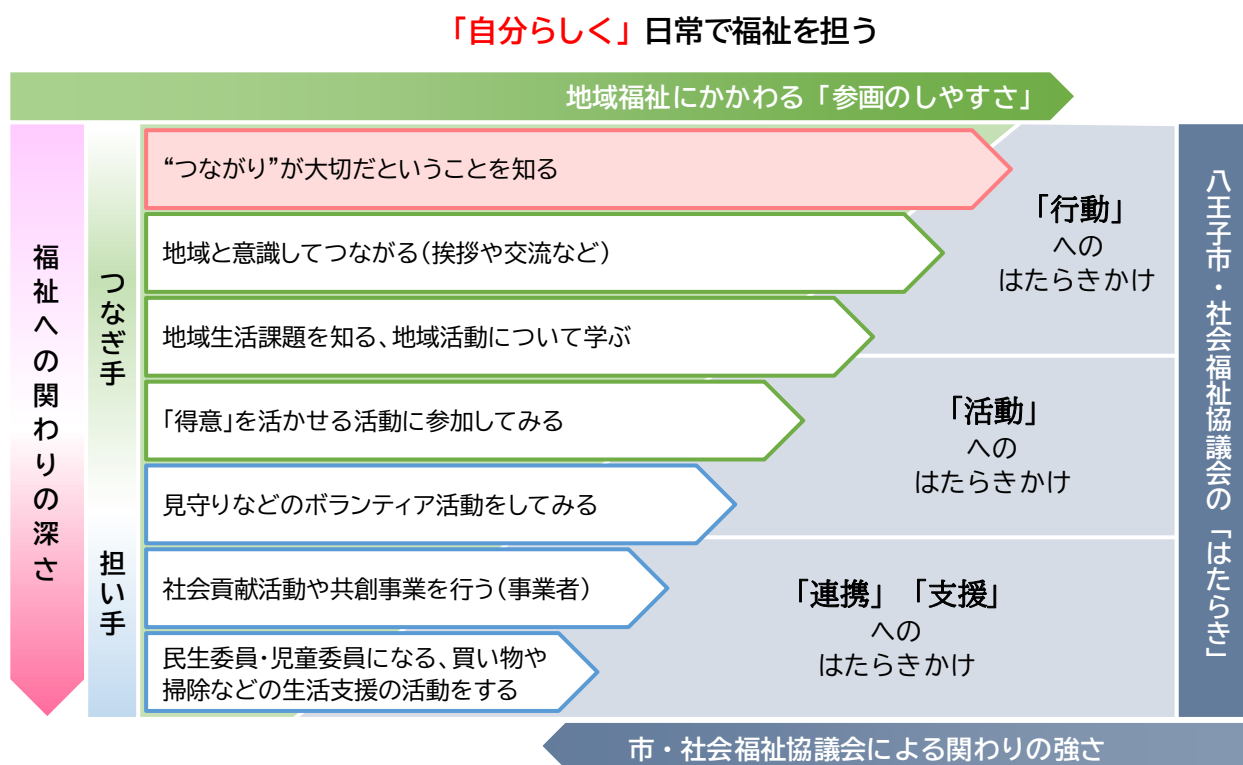 「自分らしく」日常で福祉を担う
地域福祉にかかわる「参画のしやすさ」
福祉への関わりの深さ
つなぎ手
担い手
“つながり”が大切だということを知る
地域と意識してつながる（挨拶や交流など）
地域生活課題を知る、地域活動について学ぶ
「得意」を活かせる活動に参加してみる
見守りなどのボランティア活動をしてみる
社会貢献活動や共創事業を行う（事業者）
民生委員・児童委員になる、買い物や
掃除などの生活支援の活動をする
「行動」
への
はたらきかけ
「活動」
への
はたらきかけ
「連携」「支援」
への
はたらきかけ
八王子市・社会福祉協議会の「はたらき」
市・社会福祉協議会による関わりの強さ